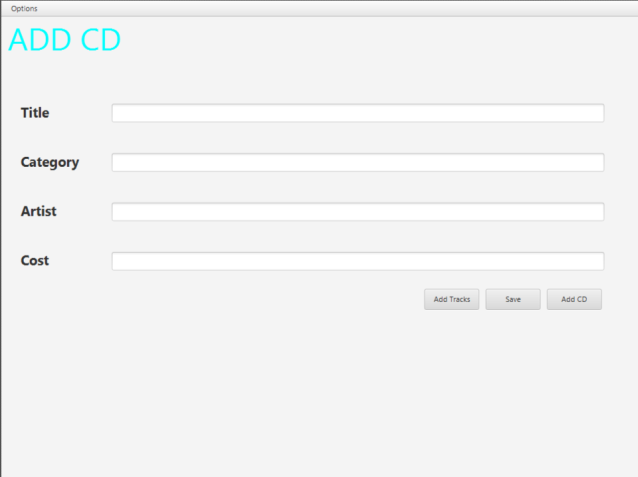 Options
ADD CD
Title
Category
Artist
Cost
Add Tracks Save Add CD